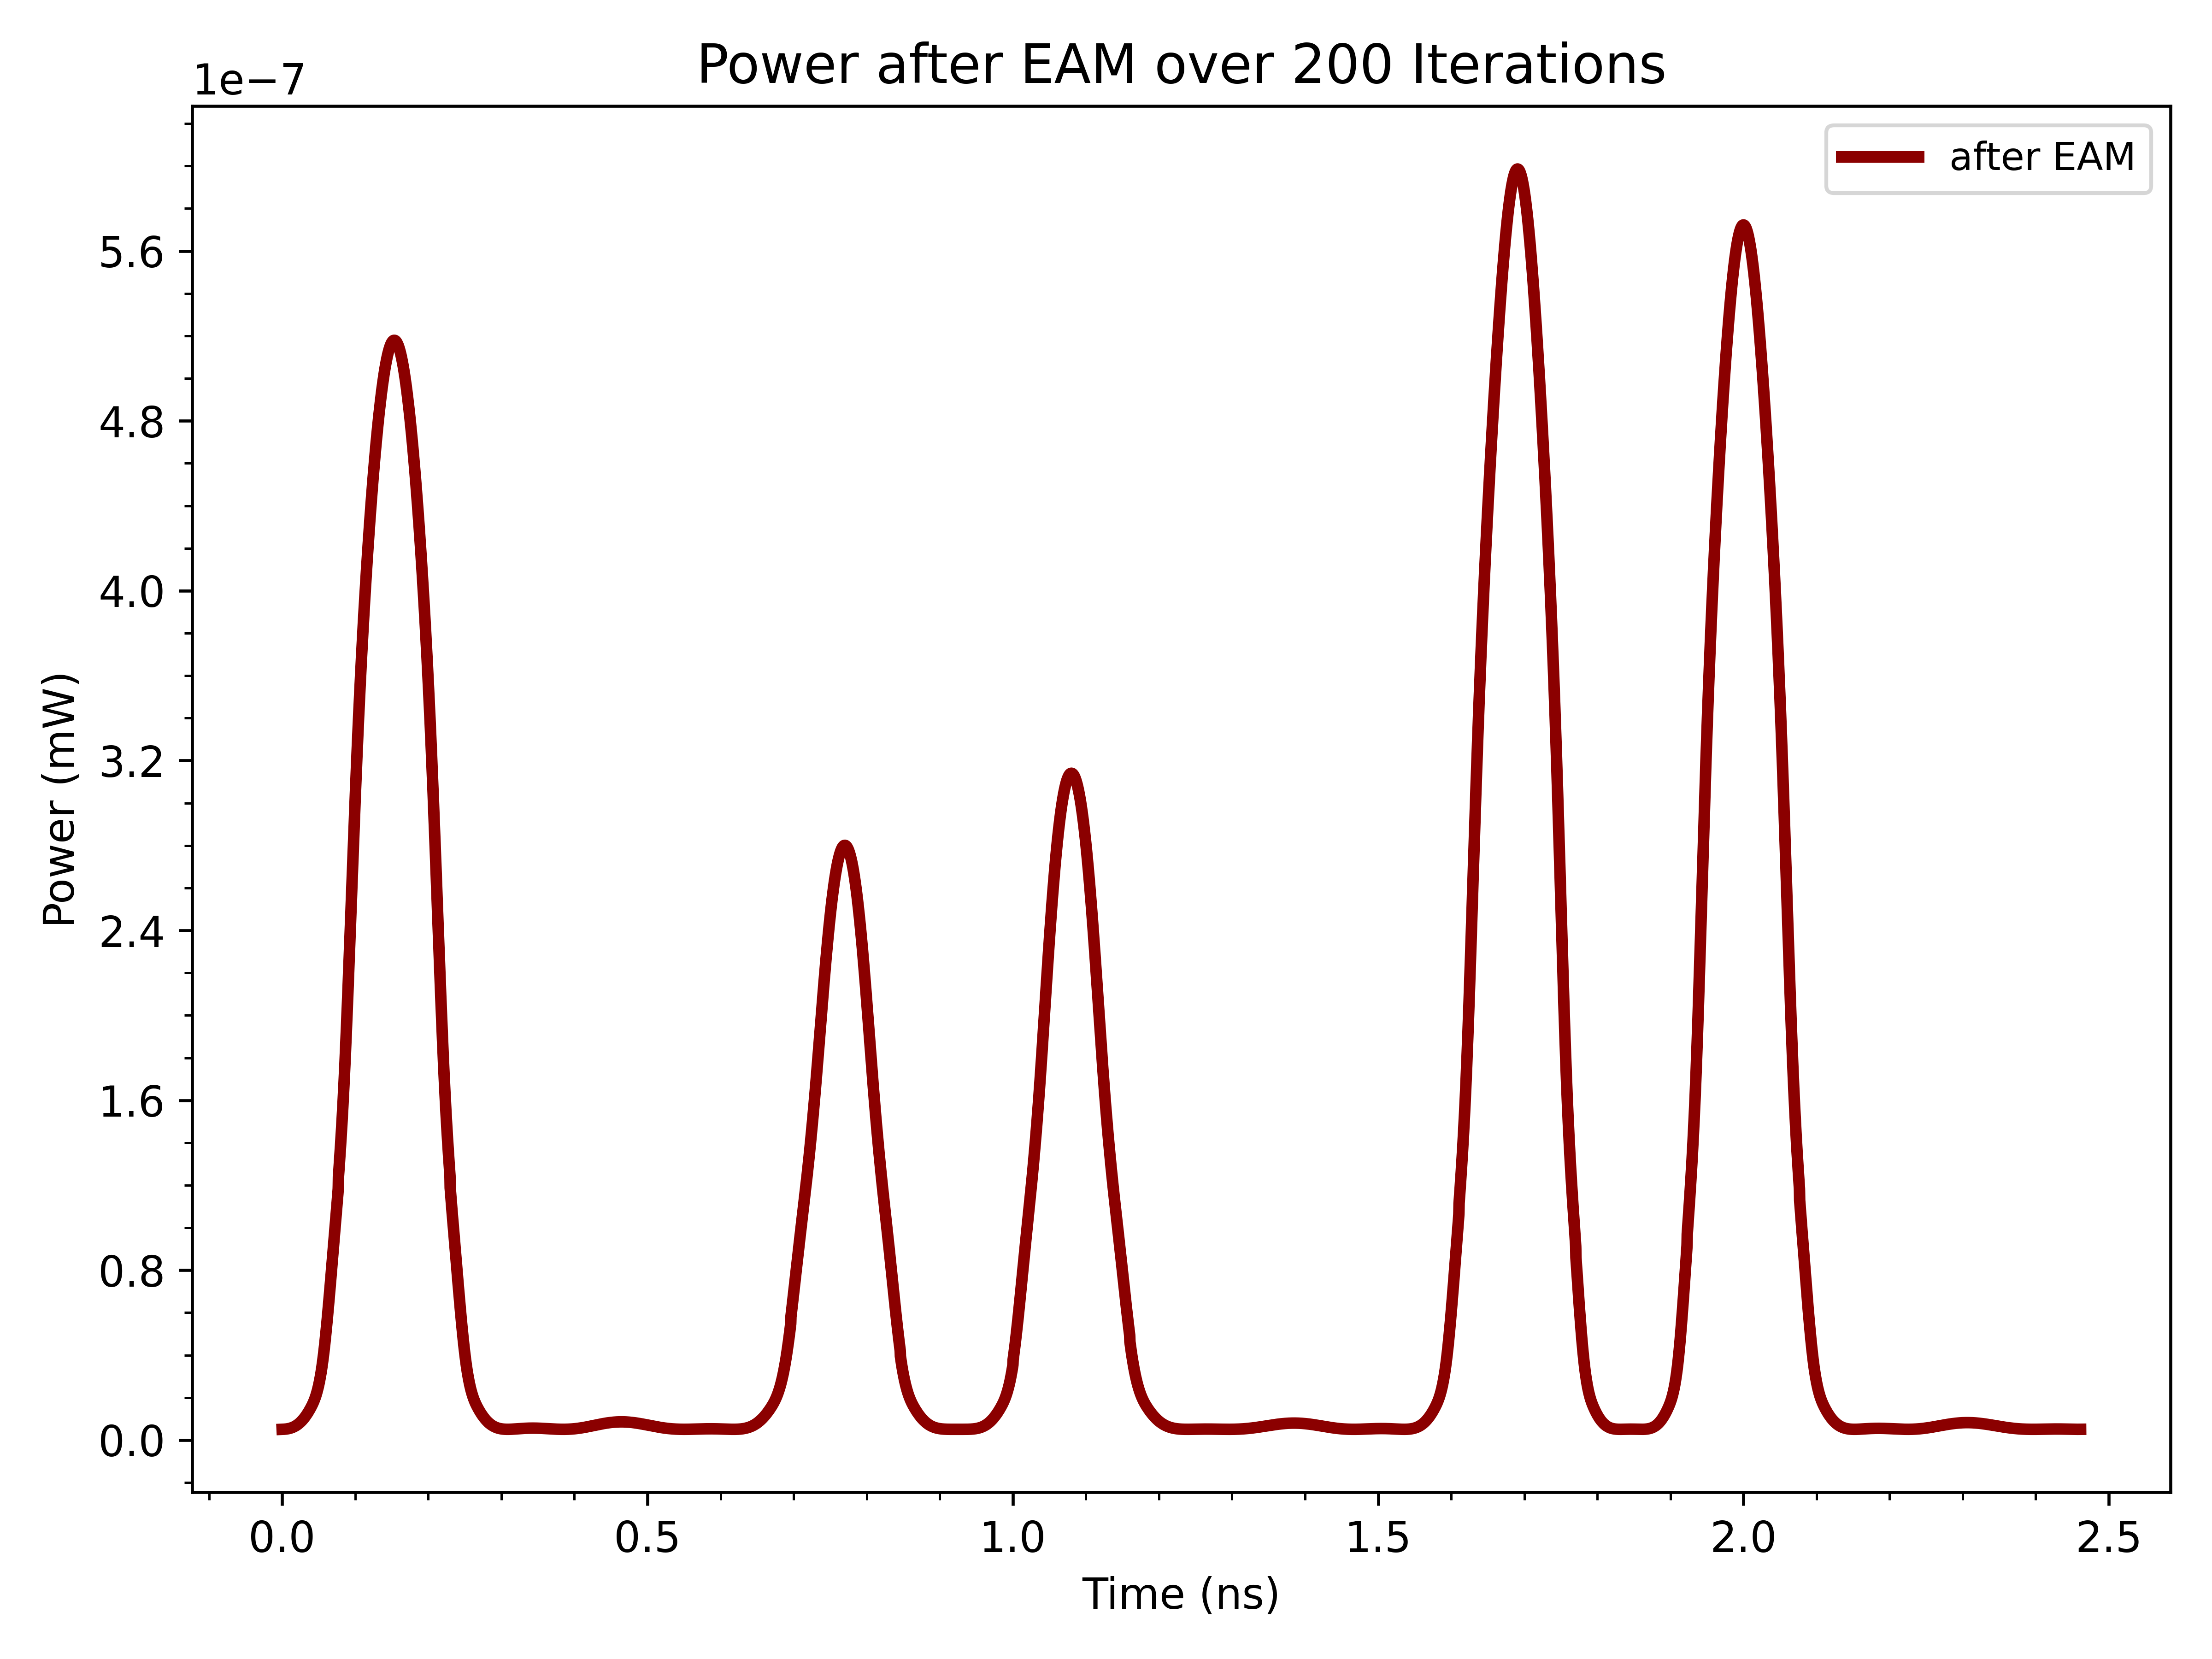 Power after EAM over 200 Iterations
1e−7
after EAM
5.6
4.8
4.0
3.2
2.4
1.6
0.8
0.0
Power (mW)
0.0 0.5 1.0 1.5 2.0 2.5
Time (ns)